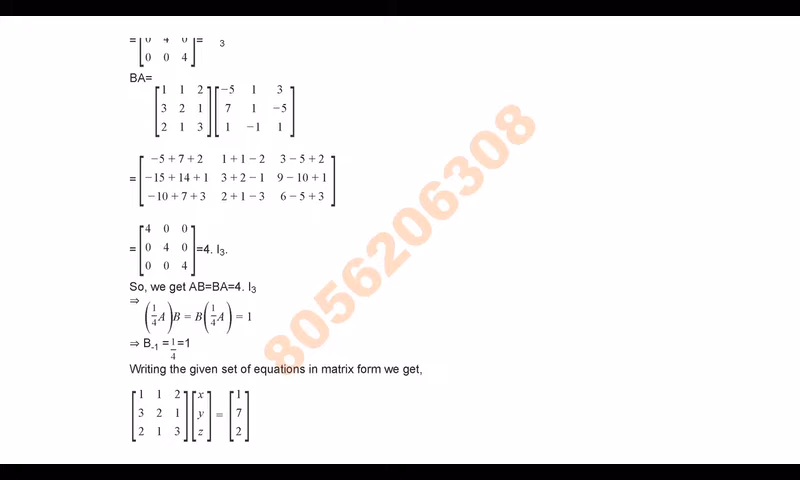 = [0 4 0] = 3
[0 0 4]
BA=
[1 1 2] [−5 1 3]
[3 2 1] [7 1 −5]
[2 1 3] [1 −1 1]
[−5 + 7 + 2 1 + 1 − 2 3 − 5 + 2]
= [−15 + 14 + 1 3 + 2 − 1 9 − 10 + 1]
[−10 + 7 + 3 2 + 1 − 3 6 − 5 + 3]
[4 0 0]
= [0 4 0] =4. I3.
[0 0 4]
So, we get AB=BA=4. I3
⇒
(1/4 A)B = B(1/4 A) = 1
⇒ B-1 = 1/4 =1
Writing the given set of equations in matrix form we get,
[1 1 2] [x] [1]
[3 2 1] [y] = [7]
[2 1 3] [z] [2]
8056206308